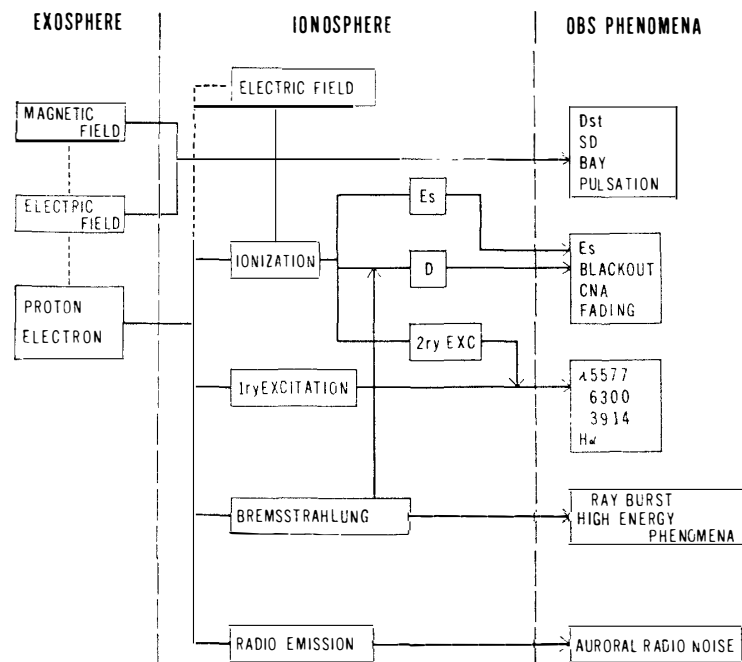 EXOSPHERE
IONOSPHERE
OBS PHENOMENA
MAGNETIC
FIELD
ELECTRIC
FIELD
PROTON
ELECTRON
ELECTRIC FIELD
IONIZATION
Es
D
2ry EXC
1ry EXCITATION
BREMSSTRAHLUNG
RADIO EMISSION
Dst
SD
BAY
PULSATION
Es
BLACKOUT
CNA
FADING
λ5577
6300
3914
Hα
RAY BURST
HIGH ENERGY
PHENOMENA
AURORAL RADIO NOISE